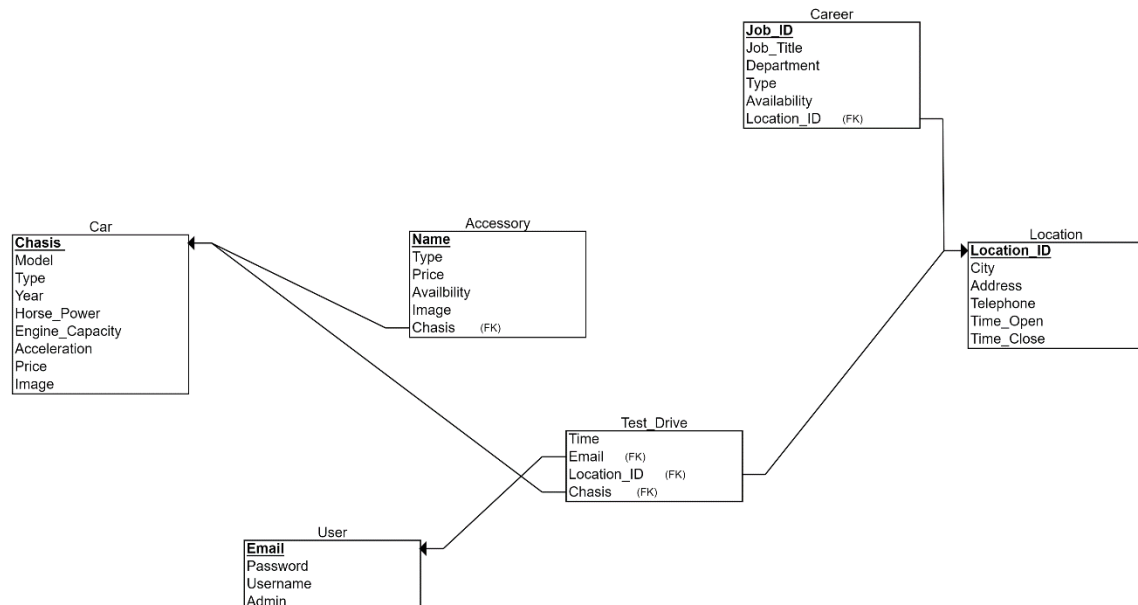 Career
Job_ID
Job_Title
Department
Type
Availability
Location_ID (FK)
Car
Chasis
Model
Type
Year
Horse_Power
Engine_Capacity
Acceleration
Price
Image
Accessory
Name
Type
Price
Availbility
Image
Chasis (FK)
Location
Location_ID
City
Address
Telephone
Time_Open
Time_Close
Test_Drive
Time
Email (FK)
Location_ID (FK)
Chasis (FK)
User
Email
Password
Username
Admin